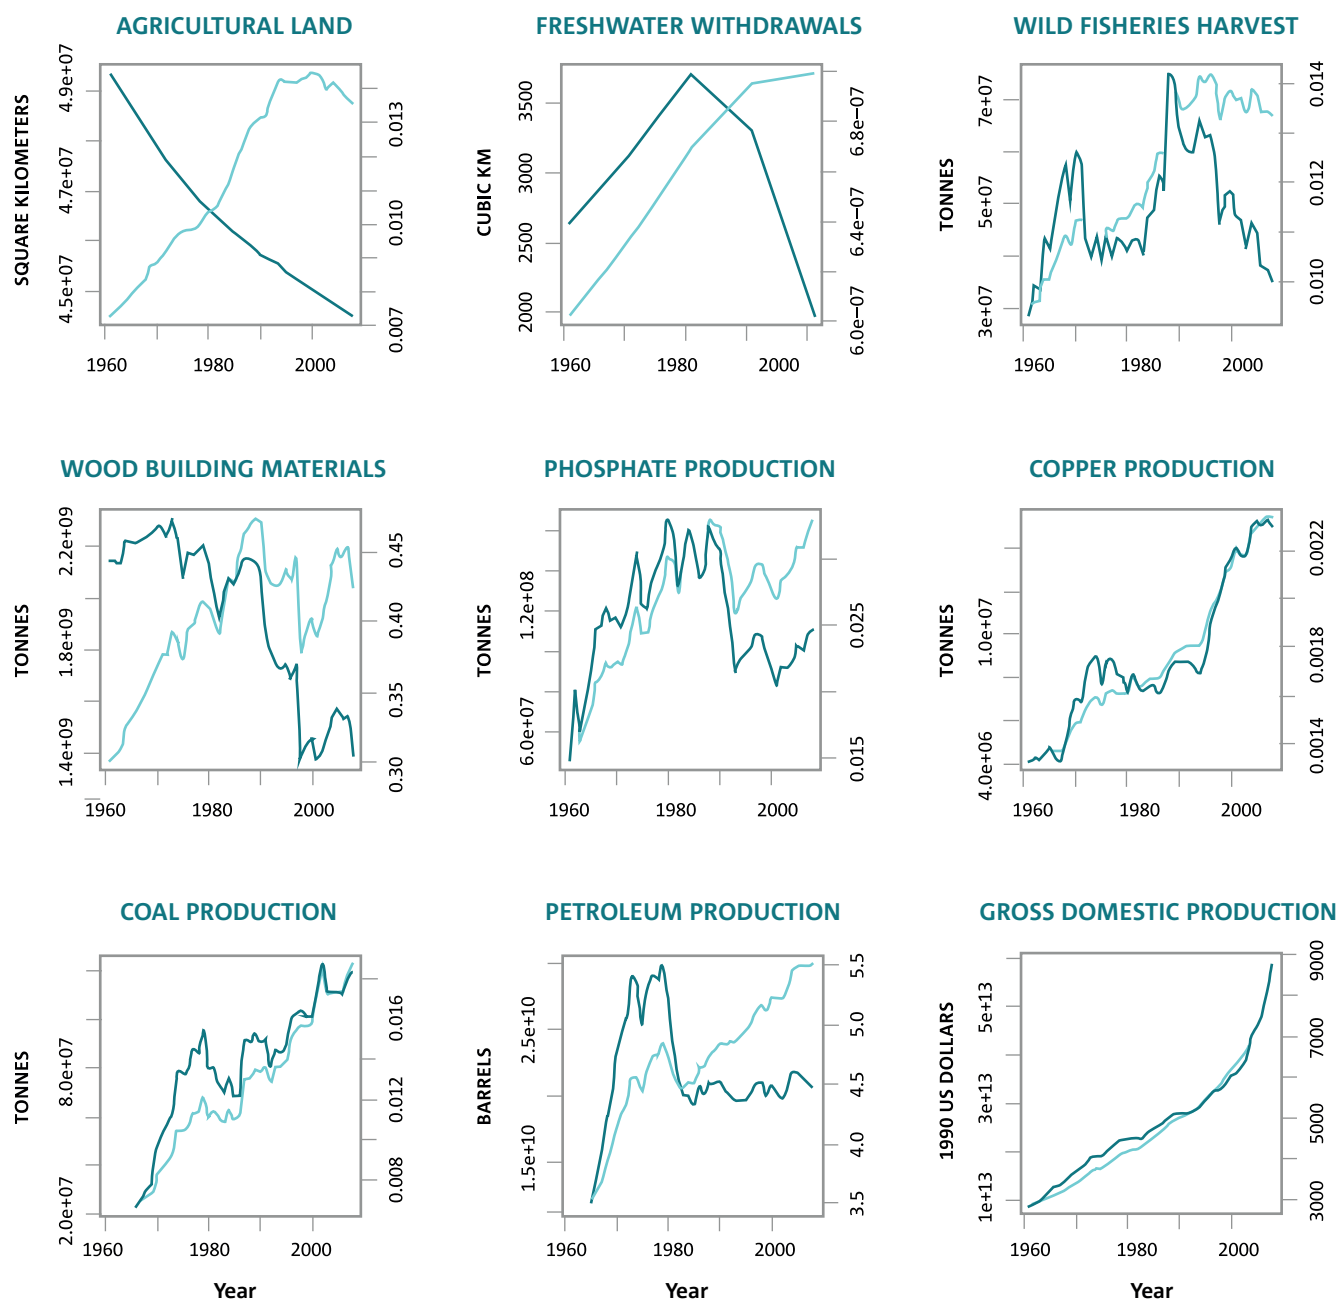 AGRICULTURAL LAND
SQUARE KILOMETERS
4.9e+07
4.7e+07
4.5e+07
0.013
0.010
0.007
1960 1980 2000
FRESHWATER WITHDRAWALS
CUBIC KM
3500
3000
2500
2000
6.8e–07
6.4e–07
6.0e–07
1960 1980 2000
WILD FISHERIES HARVEST
TONNES
7e+07
5e+07
3e+07
0.014
0.012
0.010
1960 1980 2000
WOOD BUILDING MATERIALS
TONNES
2.2e+09
1.8e+09
1.4e+09
0.45
0.40
0.35
0.30
1960 1980 2000
PHOSPHATE PRODUCTION
TONNES
1.2e+08
6.0e+07
0.025
0.015
1960 1980 2000
COPPER PRODUCTION
TONNES
1.0e+07
4.0e+06
0.0022
0.0018
0.0014
1960 1980 2000
COAL PRODUCTION
TONNES
8.0e+07
2.0e+07
0.016
0.012
0.008
1960 1980 2000
Year
PETROLEUM PRODUCTION
BARRELS
2.5e+10
1.5e+10
5.5
5.0
4.5
4.0
3.5
1960 1980 2000
Year
GROSS DOMESTIC PRODUCTION
1990 US DOLLARS
5e+13
3e+13
1e+13
9000
7000
5000
3000
1960 1980 2000
Year